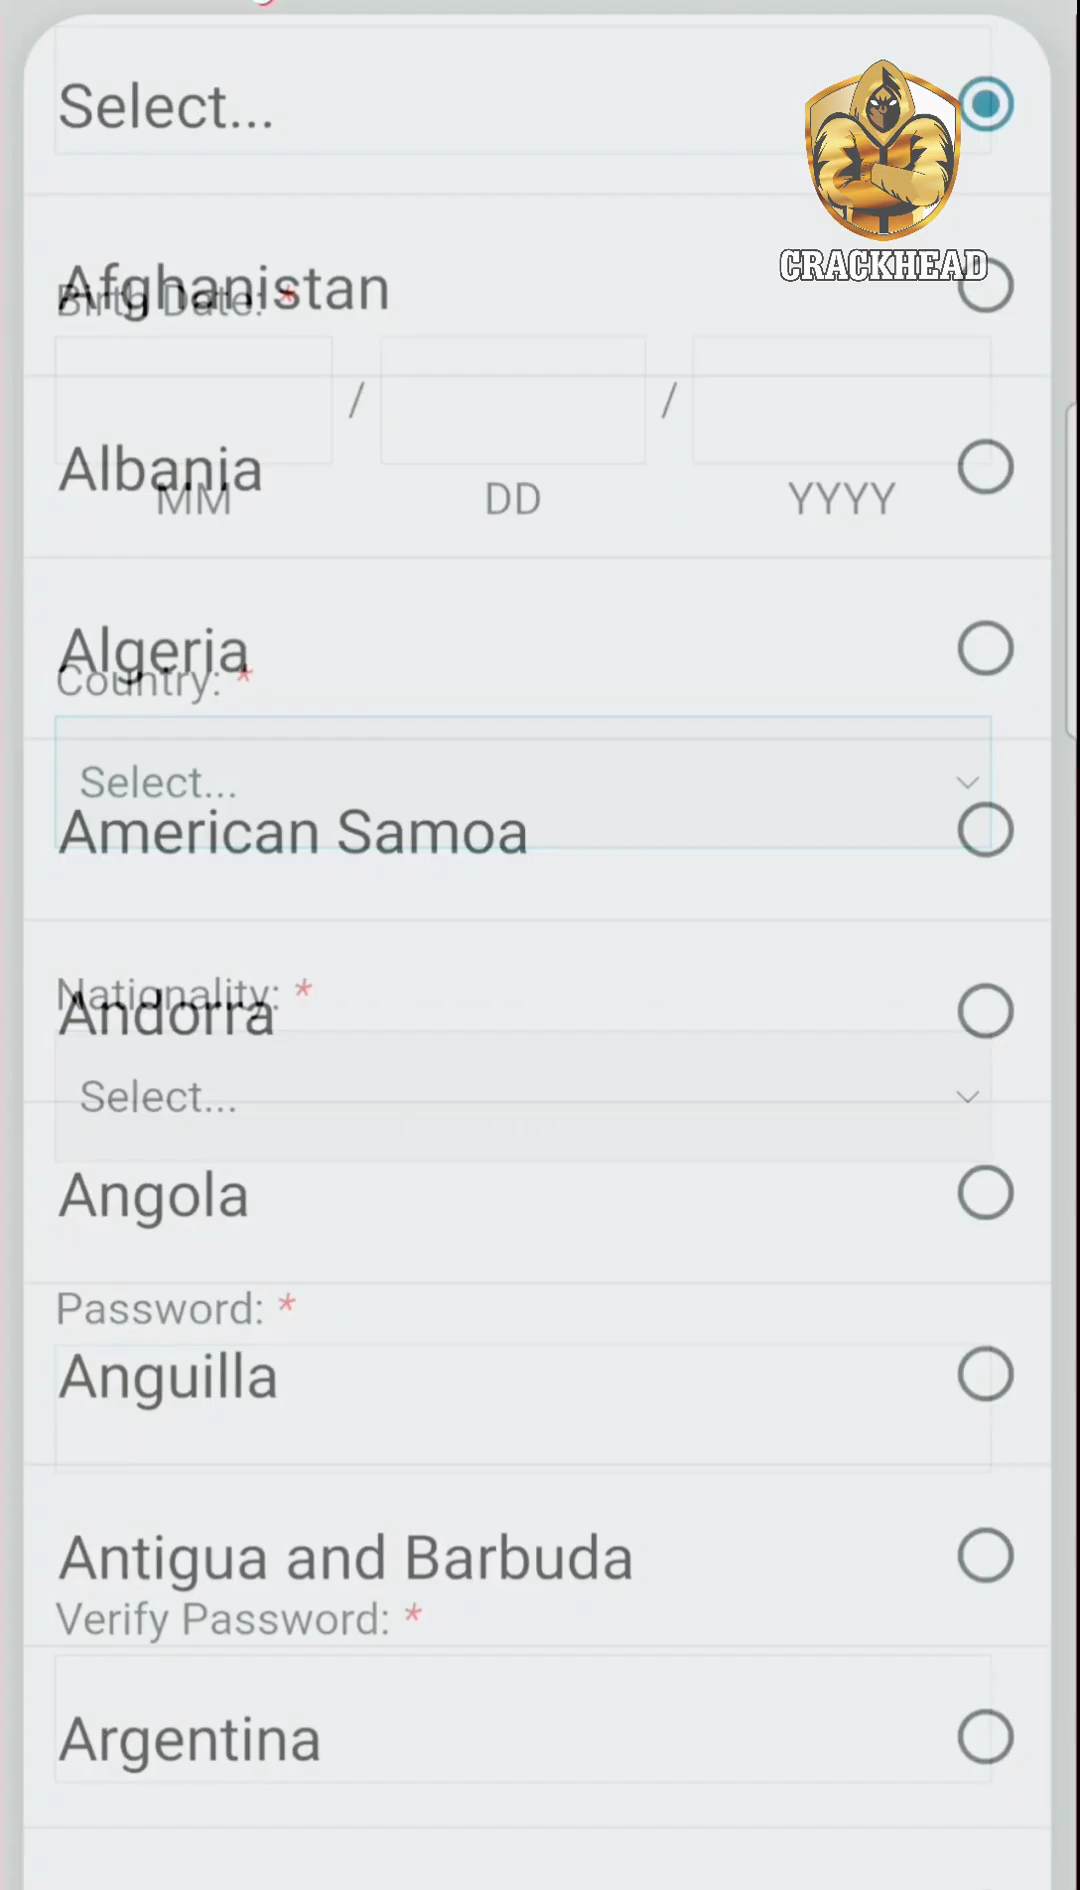 Select...
CRACKHEAD
Afghanistan
Birth Date: *
/ /
Albania
MM DD YYYY
Algeria
Country: *
Select...
American Samoa
Nationality: *
Andorra
Select...
Angola
Password: *
Anguilla
Antigua and Barbuda
Verify Password: *
Argentina